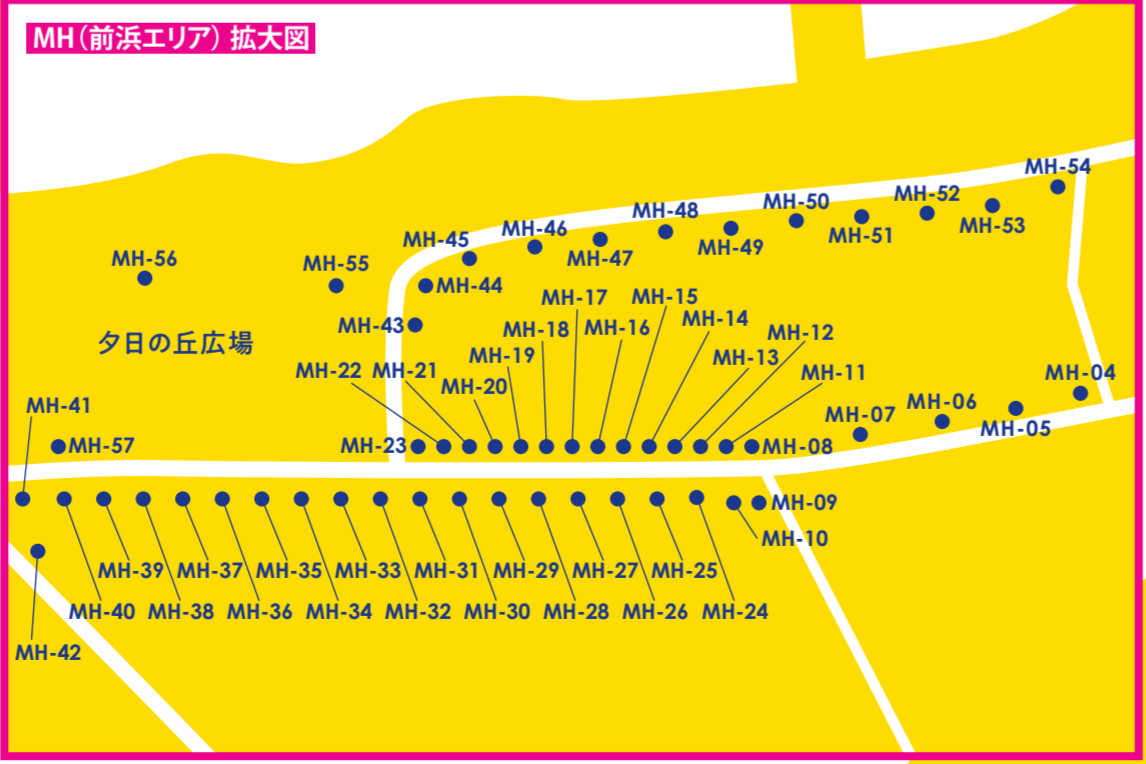 MH（前浜エリア）拡大図
MH-54
MH-52
MH-50
MH-48
MH-53
MH-46
MH-51
MH-45
MH-49
MH-47
MH-56
MH-55
MH-44
MH-17
MH-15
MH-14
MH-43
MH-18
MH-16
MH-12
夕日の丘広場
MH-19
MH-13
MH-22
MH-21
MH-11
MH-04
MH-20
MH-06
MH-41
MH-07
MH-05
MH-57
MH-23
MH-08
MH-09
MH-10
MH-39
MH-37
MH-35
MH-33
MH-31
MH-29
MH-27
MH-25
MH-40
MH-38
MH-36
MH-34
MH-32
MH-30
MH-28
MH-26
MH-24
MH-42